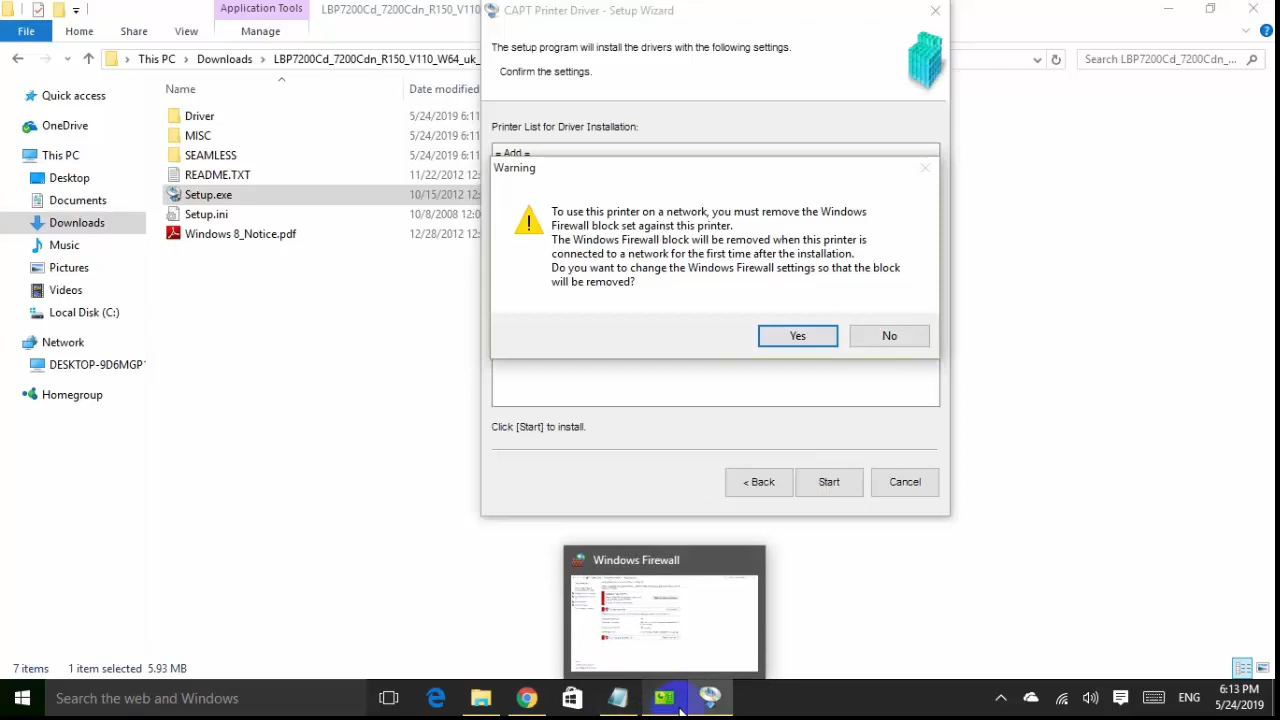 Application Tools
LBP7200Cd_7200Cdn_R150_V110
File
Home
Share
View
Manage
This PC
Downloads
LBP7200Cd_7200Cdn_R150_V110_W64_uk_
Search LBP7200Cd_7200Cdn_...
Quick access
OneDrive
This PC
Desktop
Documents
Downloads
Music
Pictures
Videos
Local Disk (C:)
Network
DESKTOP-9D6MGP
Homegroup
Name
Date modified
Driver
5/24/2019 6:11
MISC
5/24/2019 6:11
SEAMLESS
5/24/2019 6:11
README.TXT
11/22/2012 12:
Setup.exe
10/15/2012 12:
Setup.ini
10/8/2008 12:0
Windows 8_Notice.pdf
12/28/2012 12:
CAPT Printer Driver - Setup Wizard
The setup program will install the drivers with the following settings.
Confirm the settings.
Printer List for Driver Installation:
= Add =
Warning
To use this printer on a network, you must remove the Windows
Firewall block set against this printer.
The Windows Firewall block will be removed when this printer is
connected to a network for the first time after the installation.
Do you want to change the Windows Firewall settings so that the block
will be removed?
Yes
No
Click [Start] to install.
< Back
Start
Cancel
Windows Firewall
7 items
1 item selected 5.93 MB
Search the web and Windows
ENG
6:13 PM
5/24/2019